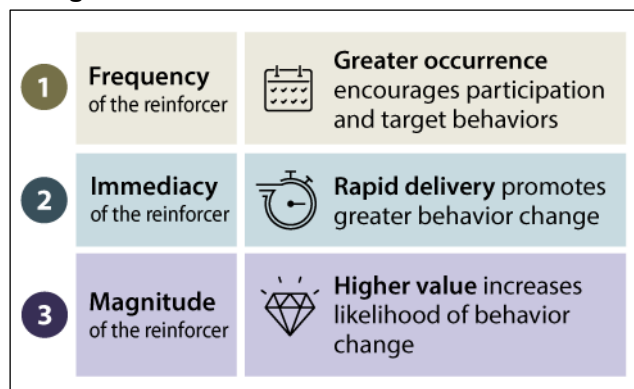 1
Frequency
of the reinforcer
Greater occurrence
encourages participation
and target behaviors
2
Immediacy
of the reinforcer
Rapid delivery promotes
greater behavior change
3
Magnitude
of the reinforcer
Higher value increases
likelihood of behavior
change